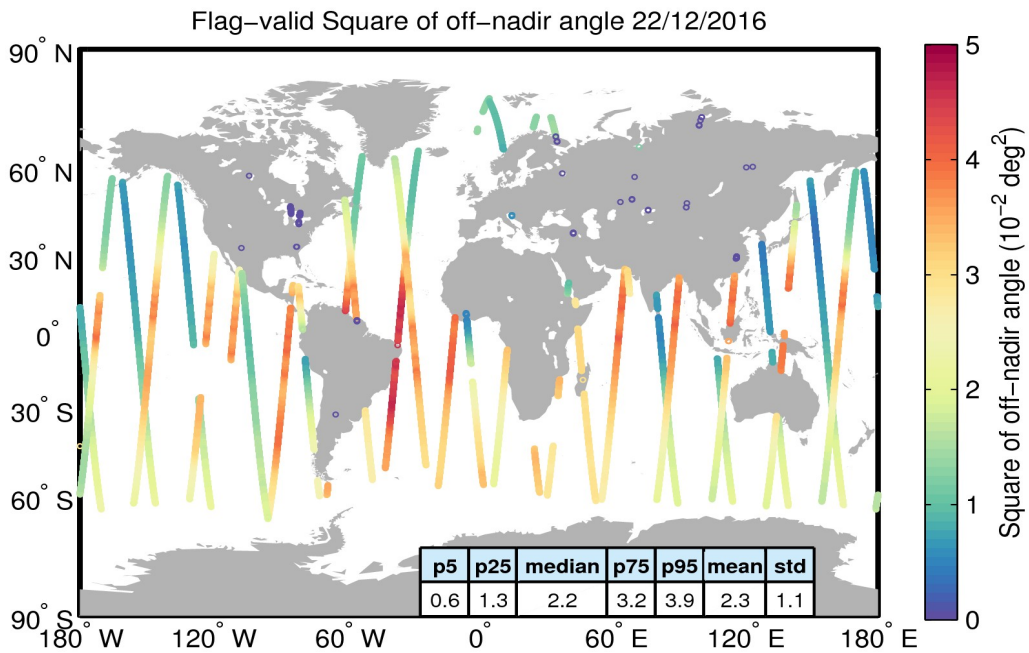 Flag−valid Square of off−nadir angle 22/12/2016
90° N
60° N
30° N
0°
30° S
60° S
90° S
180° W
120° W
60° W
0°
60° E
120° E
180° E
p5 p25 median p75 p95 mean std
0.6 1.3 2.2 3.2 3.9 2.3 1.1
5
4
3
2
1
0
Square of off−nadir angle (10⁻² deg²)